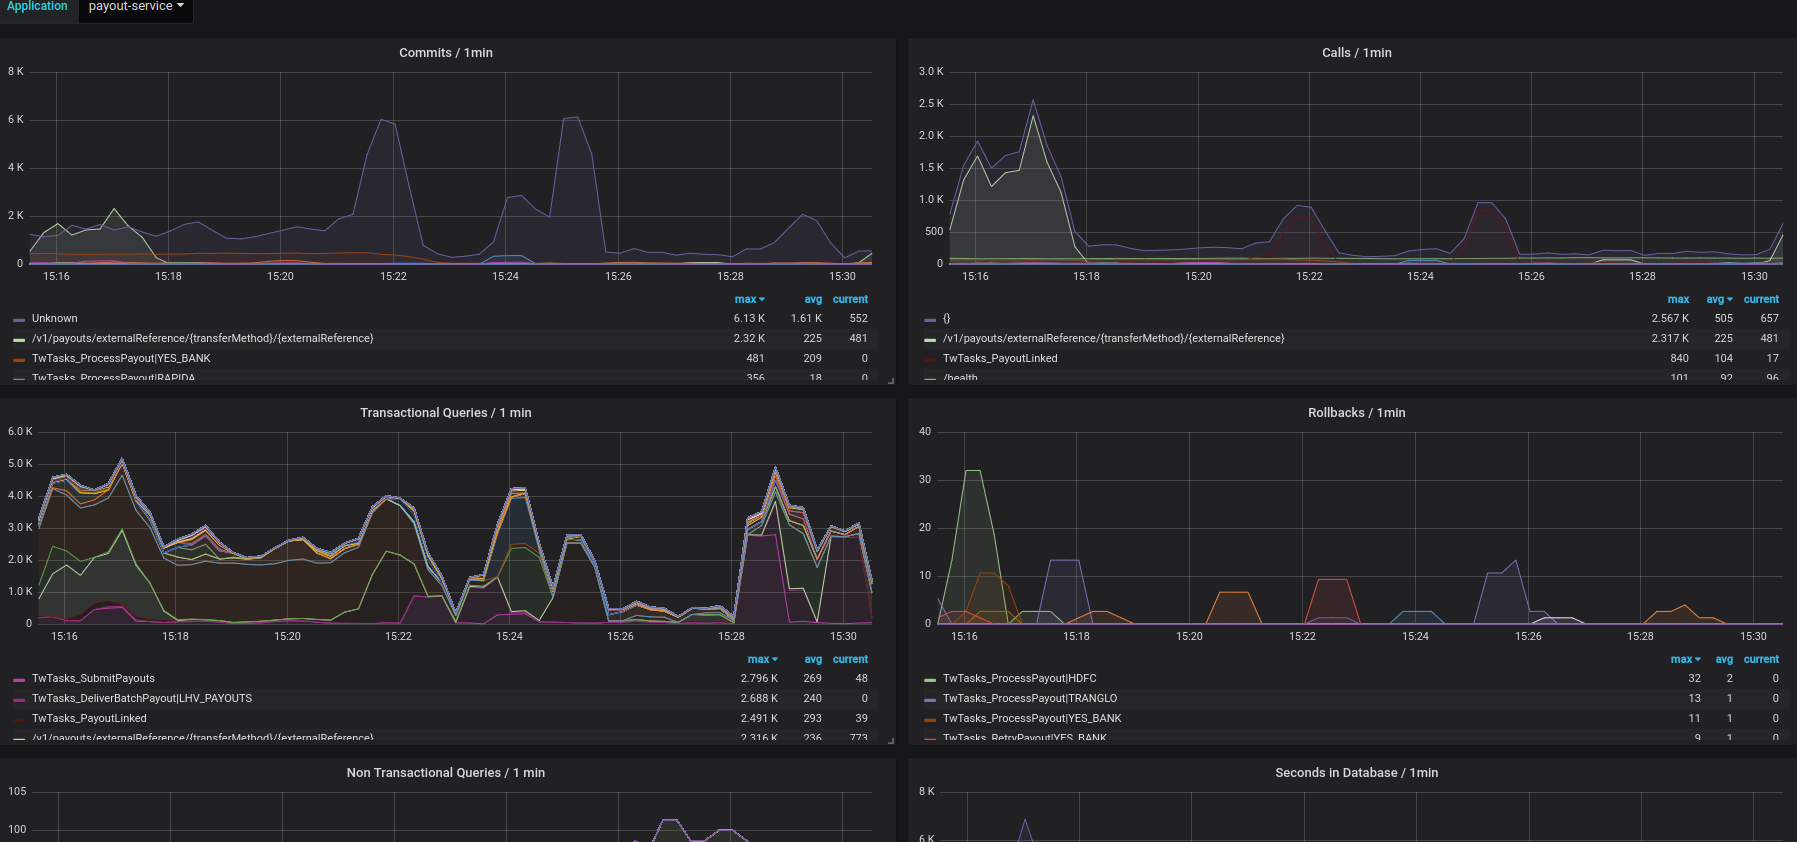 Application payout-service
Commits / 1min
8 K
6 K
4 K
2 K
0
15:16 15:18 15:20 15:22 15:24 15:26 15:28 15:30
max avg current
Unknown 6.13 K 1.61 K 552
/v1/payouts/externalReference/{transferMethod}/{externalReference} 2.32 K 225 481
TwTasks_ProcessPayout|YES_BANK 481 209 0
TwTasks_ProcessPayout|RAPIDA 356 18 0
Calls / 1min
3.0 K
2.5 K
2.0 K
1.5 K
1.0 K
500
0
15:16 15:18 15:20 15:22 15:24 15:26 15:28 15:30
max avg current
{} 2.567 K 505 657
/v1/payouts/externalReference/{transferMethod}/{externalReference} 2.317 K 225 481
TwTasks_PayoutLinked 840 104 17
/health 101 92 96
Transactional Queries / 1 min
6.0 K
5.0 K
4.0 K
3.0 K
2.0 K
1.0 K
0
15:16 15:18 15:20 15:22 15:24 15:26 15:28 15:30
max avg current
TwTasks_SubmitPayouts 2.796 K 269 48
TwTasks_DeliverBatchPayout|LHV_PAYOUTS 2.688 K 240 0
TwTasks_PayoutLinked 2.491 K 293 39
/v1/payouts/externalReference/{transferMethod}/{externalReference} 2.316 K 236 773
Rollbacks / 1min
40
30
20
10
0
15:16 15:18 15:20 15:22 15:24 15:26 15:28 15:30
max avg current
TwTasks_ProcessPayout|HDFC 32 2 0
TwTasks_ProcessPayout|TRANGLO 13 1 0
TwTasks_ProcessPayout|YES_BANK 11 1 0
TwTasks_RetryPayout|YES_BANK 9 1 0
Non Transactional Queries / 1 min
105
100
Seconds in Database / 1min
8 K
6 K